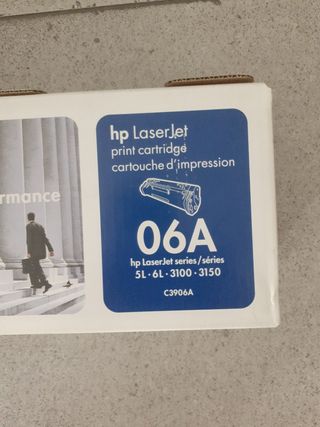 hp LaserJet
print cartridge
cartouche d'impression
rmance
06A
hp LaserJet series/séries
5L · 6L · 3100 · 3150
C3906A